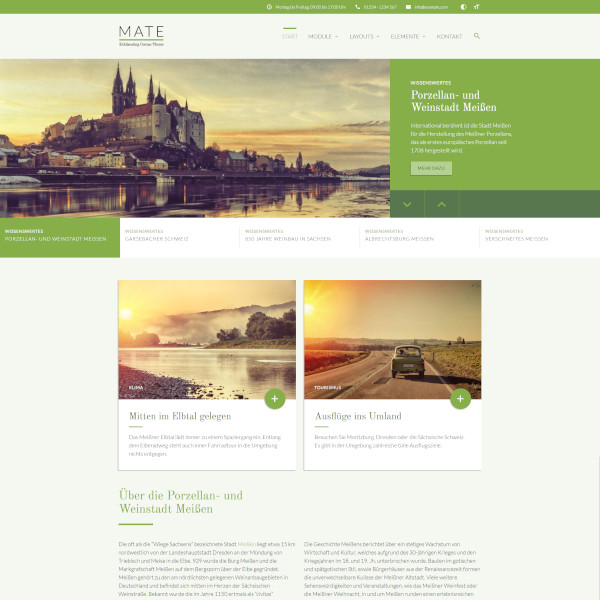 Montag bis Freitag 09:00 bis 17:00 Uhr
01234 - 1234 567
MATE
START
MODULE
LAYOUTS
ELEMENTE
KONTAKT
WISSENSWERTES
Porzellan- und
Weinstadt Meißen
International berühmt ist die Stadt Meißen
für die Herstellung des Meißner Porzellans,
das als erstes europäisches Porzellan seit
1708 hergestellt wird.
MEHR DAZU
WISSENSWERTES
PORZELLAN- UND WEINSTADT MEISSEN
WISSENSWERTES
GARSEBACHER SCHWEIZ
WISSENSWERTES
850 JAHRE WEINBAU IN SACHSEN
WISSENSWERTES
ALBRECHTSBURG MEISSEN
WISSENSWERTES
VERSCHNEITES MEISSEN
KLIMA
Mitten im Elbtal gelegen
Das Meißner Elbtal lädt immer zu einem Spaziergang ein. Entlang
dem Elberadweg steht auch einer Fahrradtour in die Umgebung
nichts entgegen.
TOURISMUS
Ausflüge ins Umland
Besuchen Sie Moritzburg, Dresden oder die Sächsische Schweiz.
Es gibt in der Umgebung zahlreiche tolle Ausflugsziele.
Über die Porzellan- und
Weinstadt Meißen
Die oft als die "Wiege Sachsens" bezeichnete Stadt Meißen liegt etwa 15 km
nordwestlich von der Landeshauptstadt Dresden an der Mündung von
Triebisch und Meisa in die Elbe. 929 wurde die Burg Meißen und die
Markgrafschaft Meißen auf dem Bergsporn über der Elbe gegründet.
Meißen gehört zu den am nördlichsten gelegenen Weinanbaugebieten in
Deutschland und befindet sich mitten im Herzen der Sächsischen
Weinstraße. Bekannt wurde die im Jahre 1150 erstmals als "civitas"
Die Geschichte Meißens berichtet über ein stetiges Wachstum von
Wirtschaft und Kultur, welches aufgrund des 30-jährigen Krieges und den
Kriegsjahren im 18. und 19. Jh. unterbrochen wurde. Bauten im gotischen
und spätgotischen Stil, sowie Bürgerhäuser aus der Renaissancezeit formen
die unverwechselbare Kulisse der Meißner Altstadt. Viele weitere
Sehenswürdigkeiten und Veranstaltungen, wie das Meißner Weinfest oder
die Meißner Weihnacht, in und um Meißen runden einen erlebnisreichen